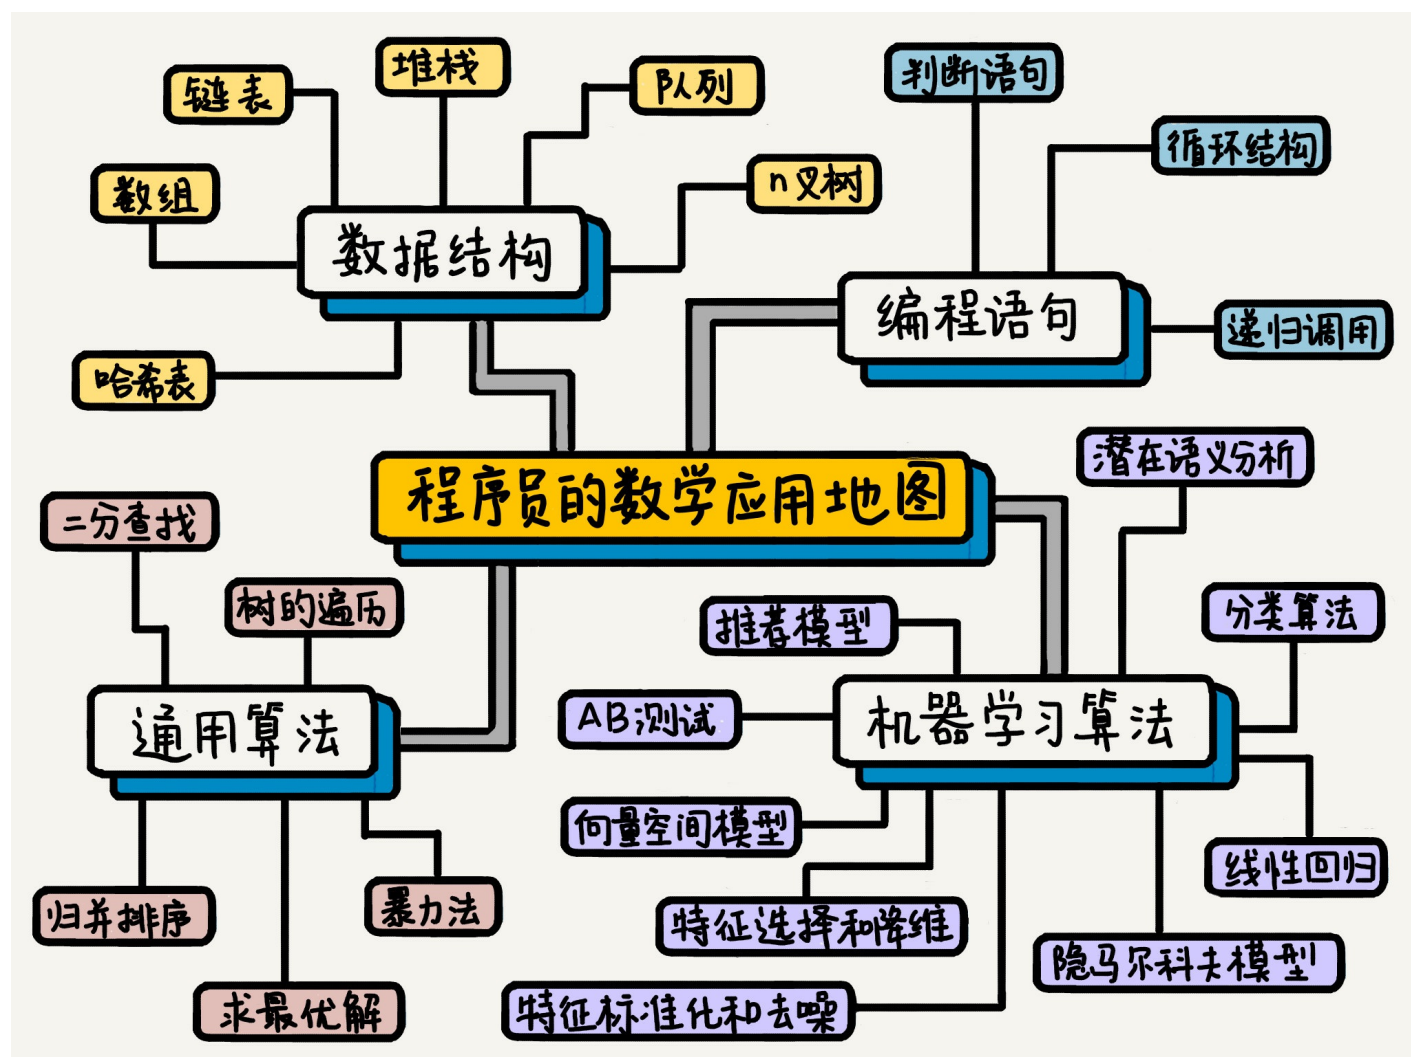 堆栈
判断语句
队列
链表
循环结构
n叉树
数组
数据结构
编程语句
递归调用
哈希表
潜在语义分析
程序员的数学应用地图
二分查找
树的遍历
推荐模型
分类算法
AB测试
通用算法
机器学习算法
向量空间模型
线性回归
归并排序
暴力法
特征选择和降维
隐马尔科夫模型
求最优解
特征标准化和去噪